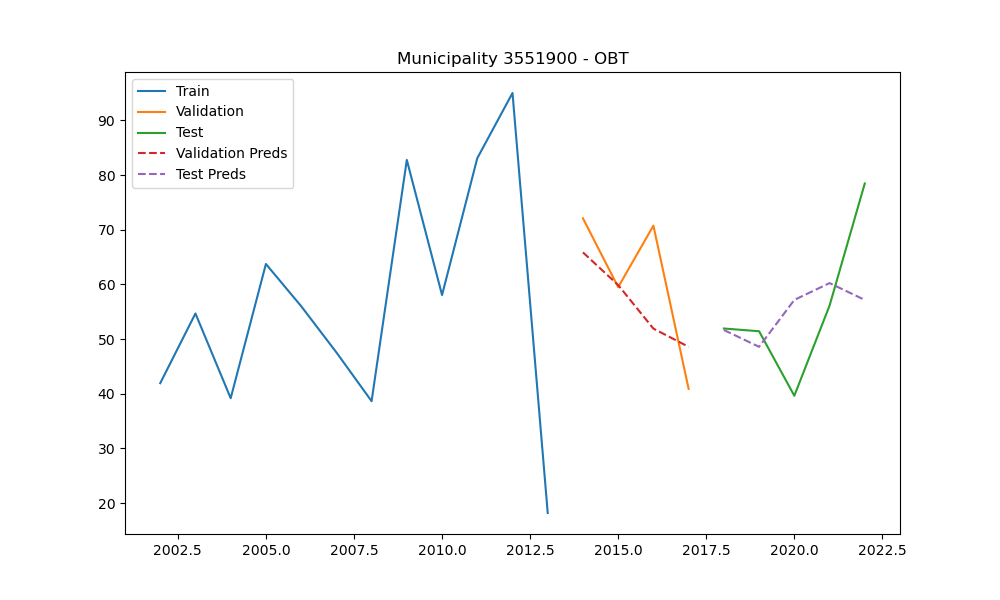 Municipality 3551900 - OBT
Train
Validation
Test
Validation Preds
Test Preds
90
80
70
60
50
40
30
20
2002.5 2005.0 2007.5 2010.0 2012.5 2015.0 2017.5 2020.0 2022.5